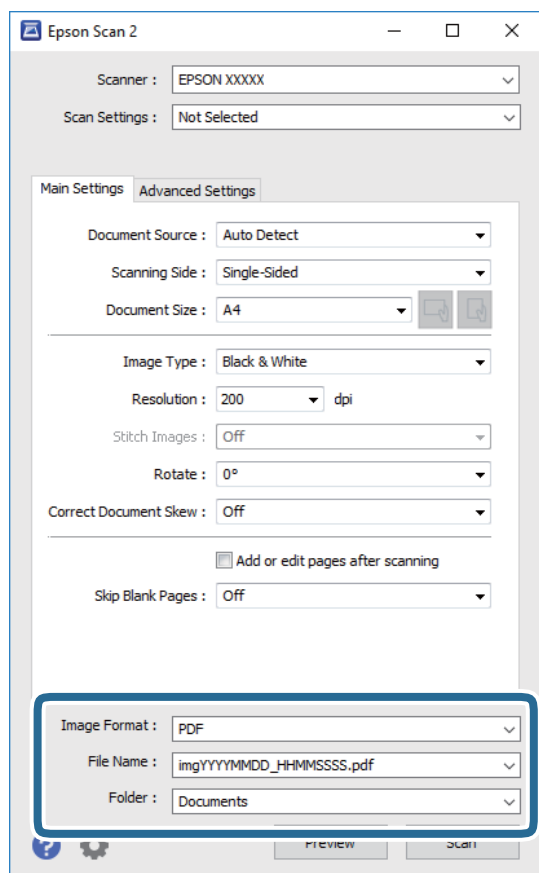 Epson Scan 2
Scanner : EPSON XXXXX
Scan Settings : Not Selected
Main Settings Advanced Settings
Document Source : Auto Detect
Scanning Side : Single-Sided
Document Size : A4
Image Type : Black & White
Resolution : 200 dpi
Stitch Images : Off
Rotate : 0°
Correct Document Skew : Off
Add or edit pages after scanning
Skip Blank Pages : Off
Image Format : PDF
File Name : imgYYYYMMDD_HHMMSSSS.pdf
Folder : Documents
? Preview Scan